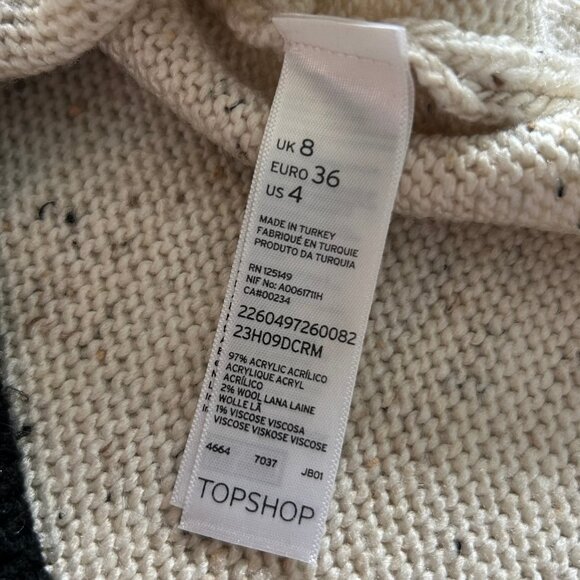 UK 8
EURO 36
US 4
MADE IN TURKEY
FABRIQUÉ EN TURQUIE
PRODUTO DA TURQUIA
RN 125149
NIF No: A0061711H
CA#00234
2260497260082
23H09DCRM
97% ACRYLIC ACRÍLICO
ACRYLIQUE ACRYL
ACRÍLICO
2% WOOL LANA LAINE
WOLLE LÃ
1% VISCOSE VISCOSA
VISCOSE VISKOSE VISCOSE
4664 7037 JB01
TOPSHOP